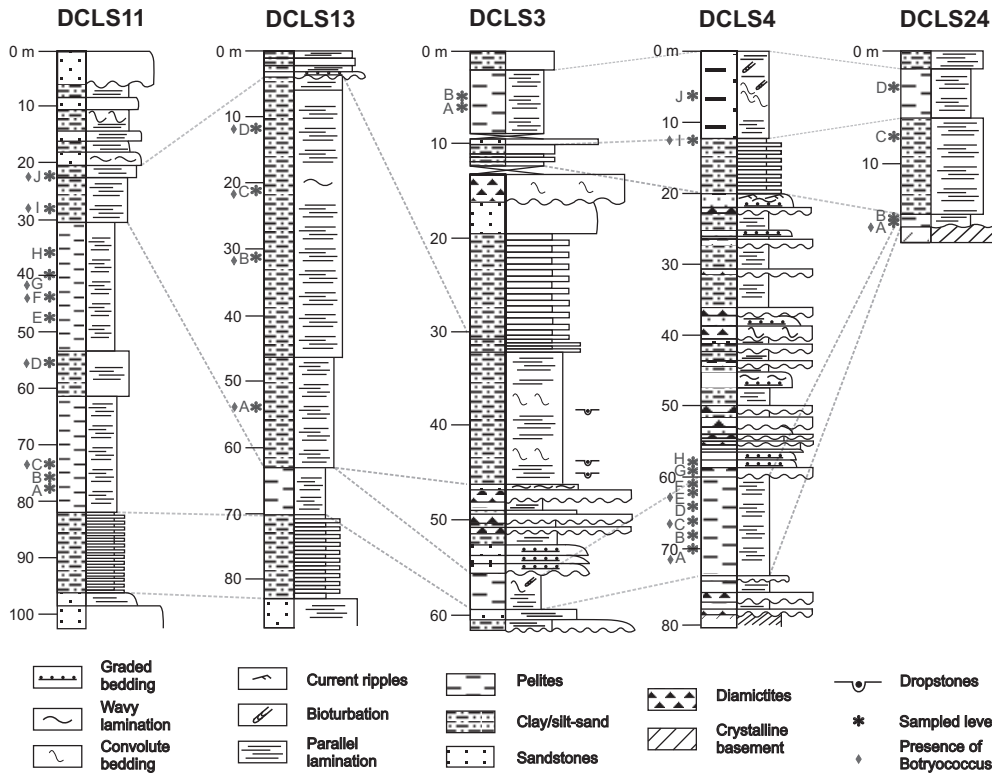 DCLS11 DCLS13 DCLS3 DCLS4 DCLS24
0 m
10
20
J
I
30
H
40
G
F
E
50
D
60
70
C
B
A
80
90
100
0 m
10
D
20
C
30
B
40
50
A
60
70
80
0 m
B
A
10
20
30
40
50
60
0 m
J
10
I
20
30
40
50
H
G
60
F
E
D
C
B
70
A
80
0 m
D
C
10
B
A
Graded bedding
Wavy lamination
Convolute bedding
Current ripples
Bioturbation
Parallel lamination
Pelites
Clay/silt-sand
Sandstones
Diamictites
Crystalline basement
Dropstones
Sampled level
Presence of Botryococcus